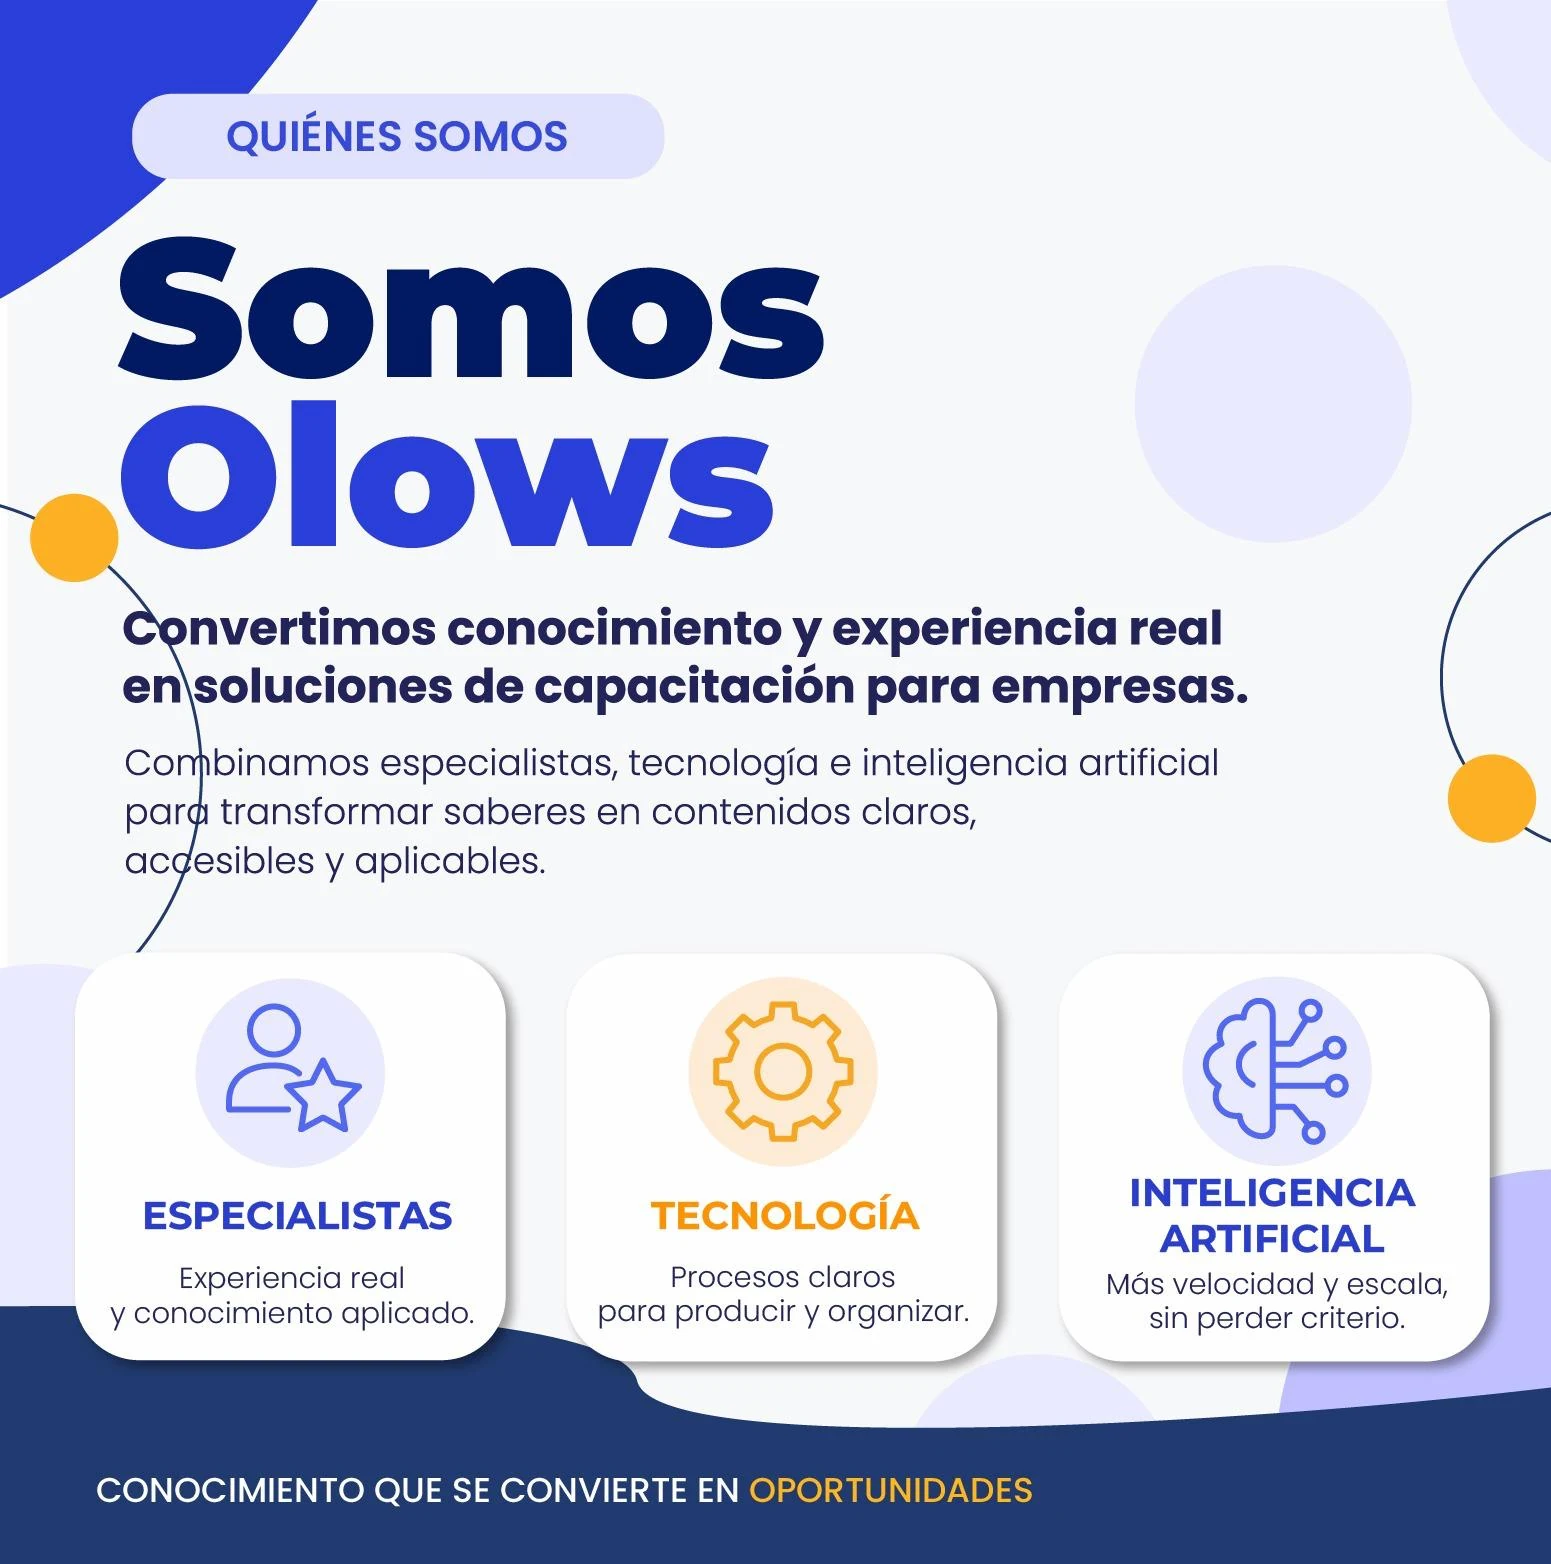 QUIÉNES SOMOS
Somos
Olows
Convertimos conocimiento y experiencia real
en soluciones de capacitación para empresas.
Combinamos especialistas, tecnología e inteligencia artificial
para transformar saberes en contenidos claros,
accesibles y aplicables.
ESPECIALISTAS
Experiencia real
y conocimiento aplicado.
TECNOLOGÍA
Procesos claros
para producir y organizar.
INTELIGENCIA
ARTIFICIAL
Más velocidad y escala,
sin perder criterio.
CONOCIMIENTO QUE SE CONVIERTE EN OPORTUNIDADES